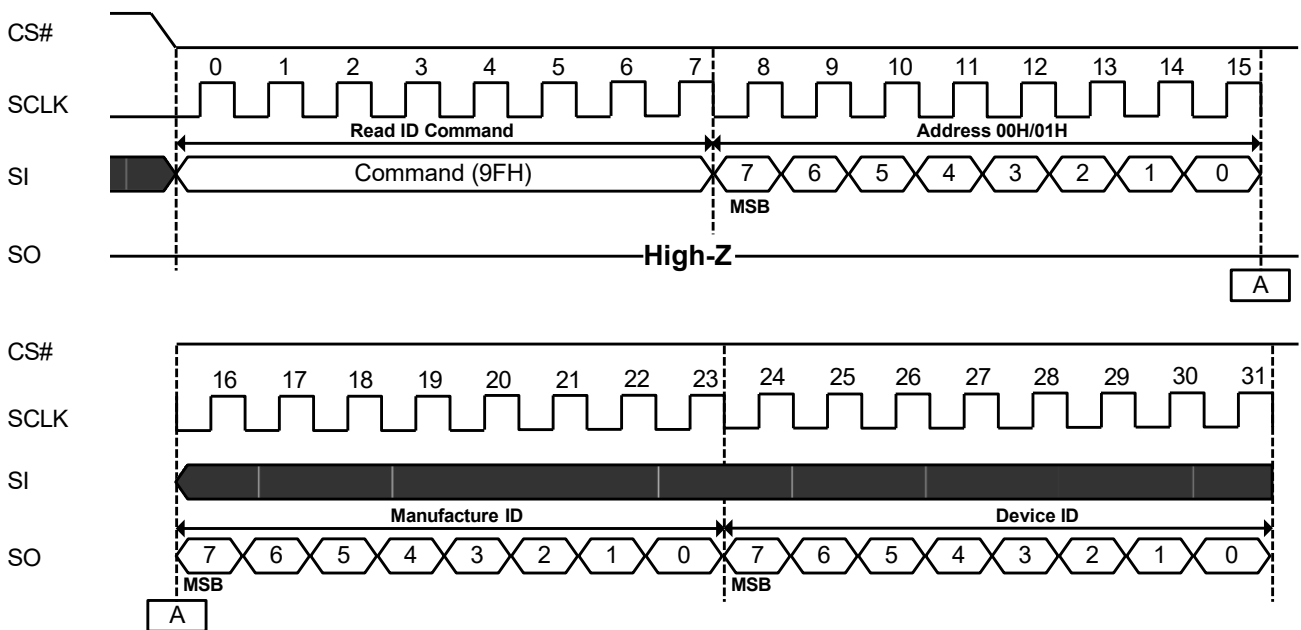 CS#
0 1 2 3 4 5 6 7 8 9 10 11 12 13 14 15
SCLK
Read ID Command Address 00H/01H
SI Command (9FH) 7 6 5 4 3 2 1 0
MSB
SO High-Z
A
CS#
16 17 18 19 20 21 22 23 24 25 26 27 28 29 30 31
SCLK
SI
Manufacture ID Device ID
SO 7 6 5 4 3 2 1 0 7 6 5 4 3 2 1 0
MSB MSB
A